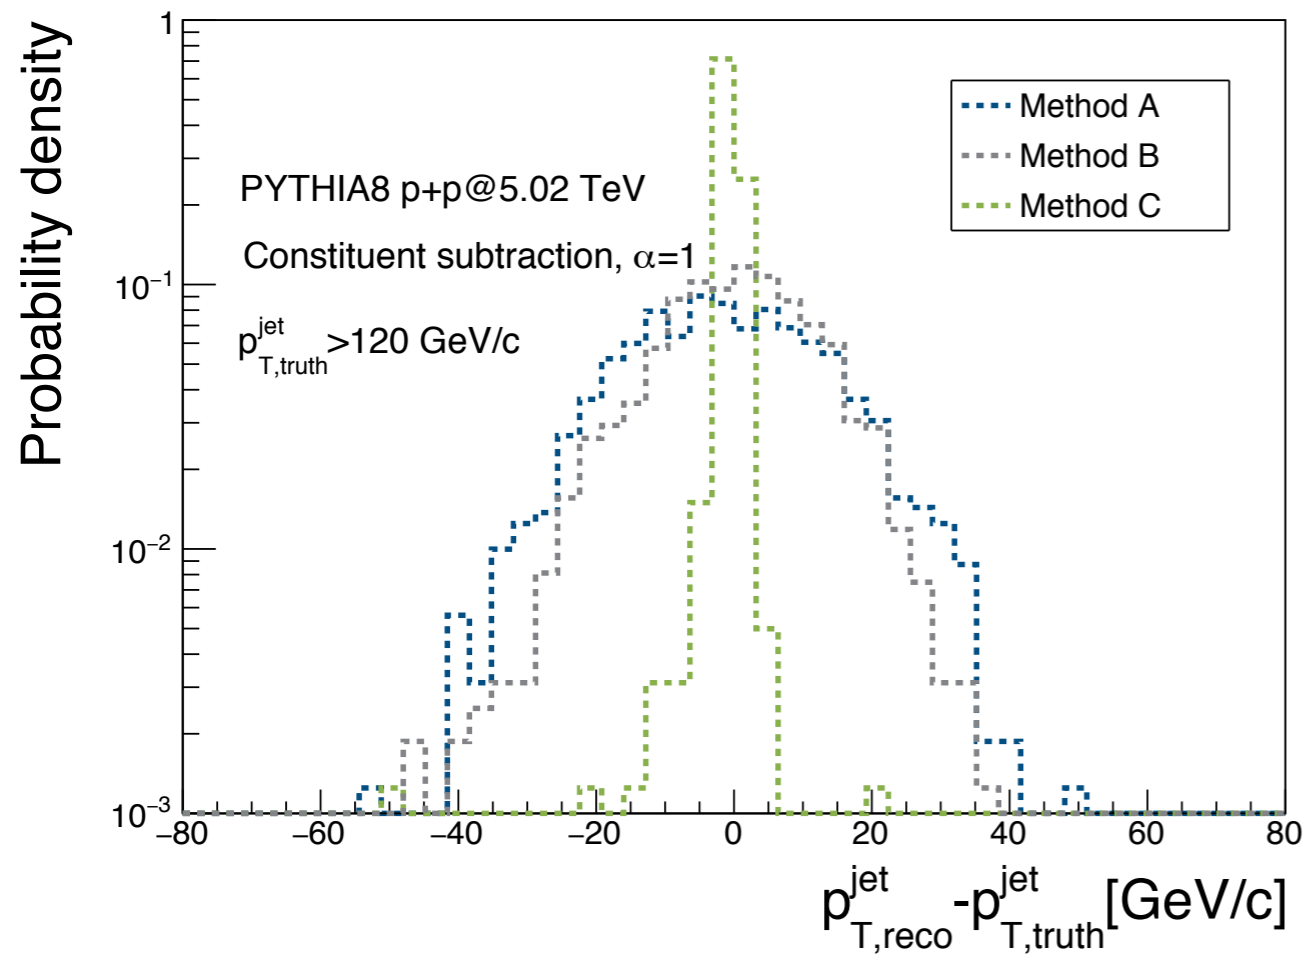 Probability density
1
10⁻¹
10⁻²
10⁻³
PYTHIA8 p+p@5.02 TeV
Constituent subtraction, α=1
p^jet_T,truth>120 GeV/c
Method A
Method B
Method C
−80 −60 −40 −20 0 20 40 60 80
p^jet_T,reco-p^jet_T,truth[GeV/c]